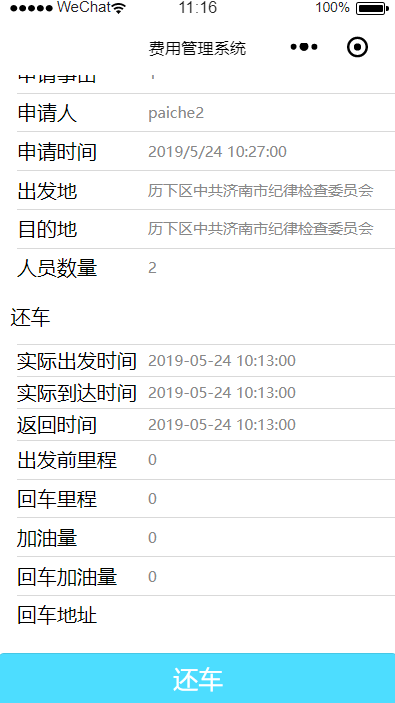 WeChat 11:16 100%
费用管理系统
申请事由 1
申请人 paiche2
申请时间 2019/5/24 10:27:00
出发地 历下区中共济南市纪律检查委员会
目的地 历下区中共济南市纪律检查委员会
人员数量 2
还车
实际出发时间 2019-05-24 10:13:00
实际到达时间 2019-05-24 10:13:00
返回时间 2019-05-24 10:13:00
出发前里程 0
回车里程 0
加油量 0
回车加油量 0
回车地址
还车